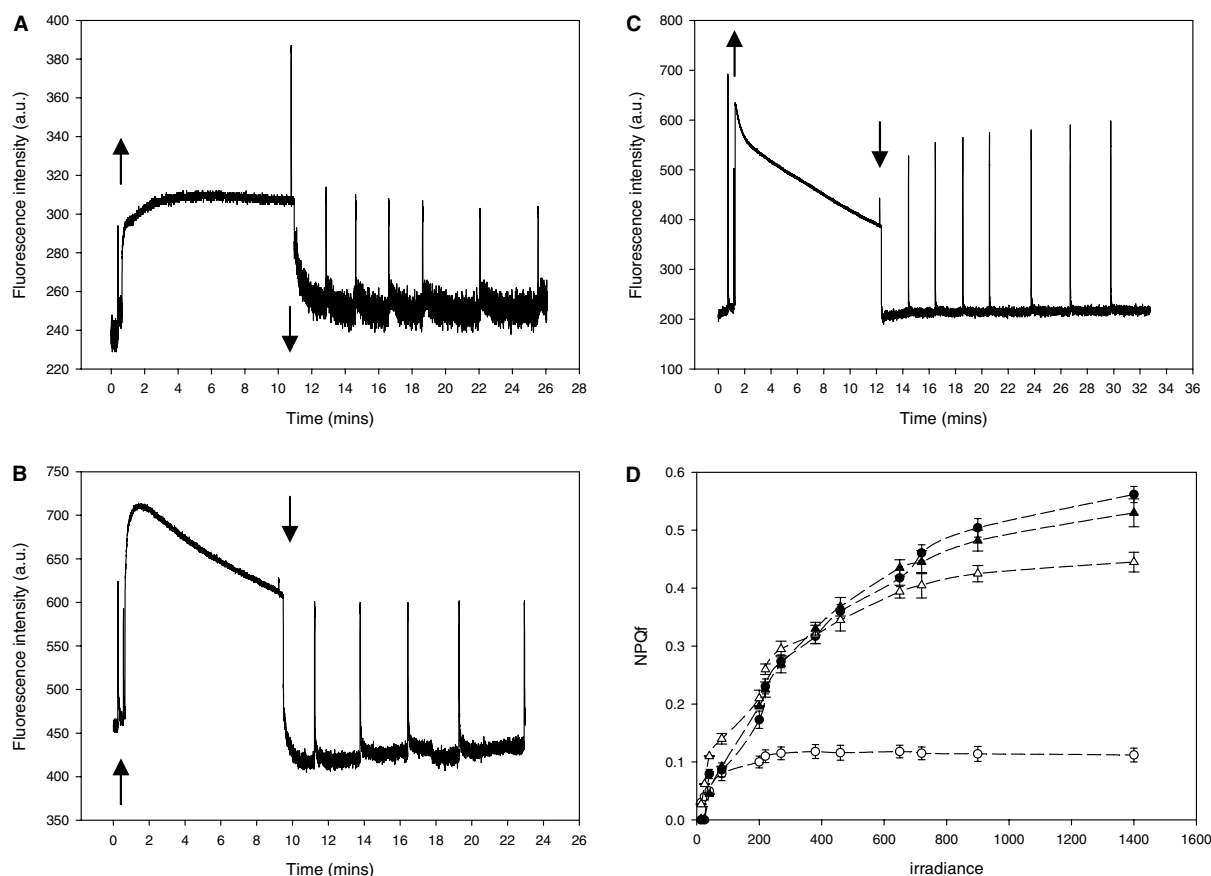 A
Fluorescence intensity (a.u.)
400
380
360
340
320
300
280
260
240
220
0 2 4 6 8 10 12 14 16 18 20 22 24 26 28
Time (mins)
C
Fluorescence intensity (a.u.)
800
700
600
500
400
300
200
100
0 2 4 6 8 10 12 14 16 18 20 22 24 26 28 30 32 34 36
Time (mins)
B
Fluorescence intensity (a.u.)
750
700
650
600
550
500
450
400
350
0 2 4 6 8 10 12 14 16 18 20 22 24 26
Time (mins)
D
NPQf
0.6
0.5
0.4
0.3
0.2
0.1
0.0
0 200 400 600 800 1000 1200 1400 1600
irradiance